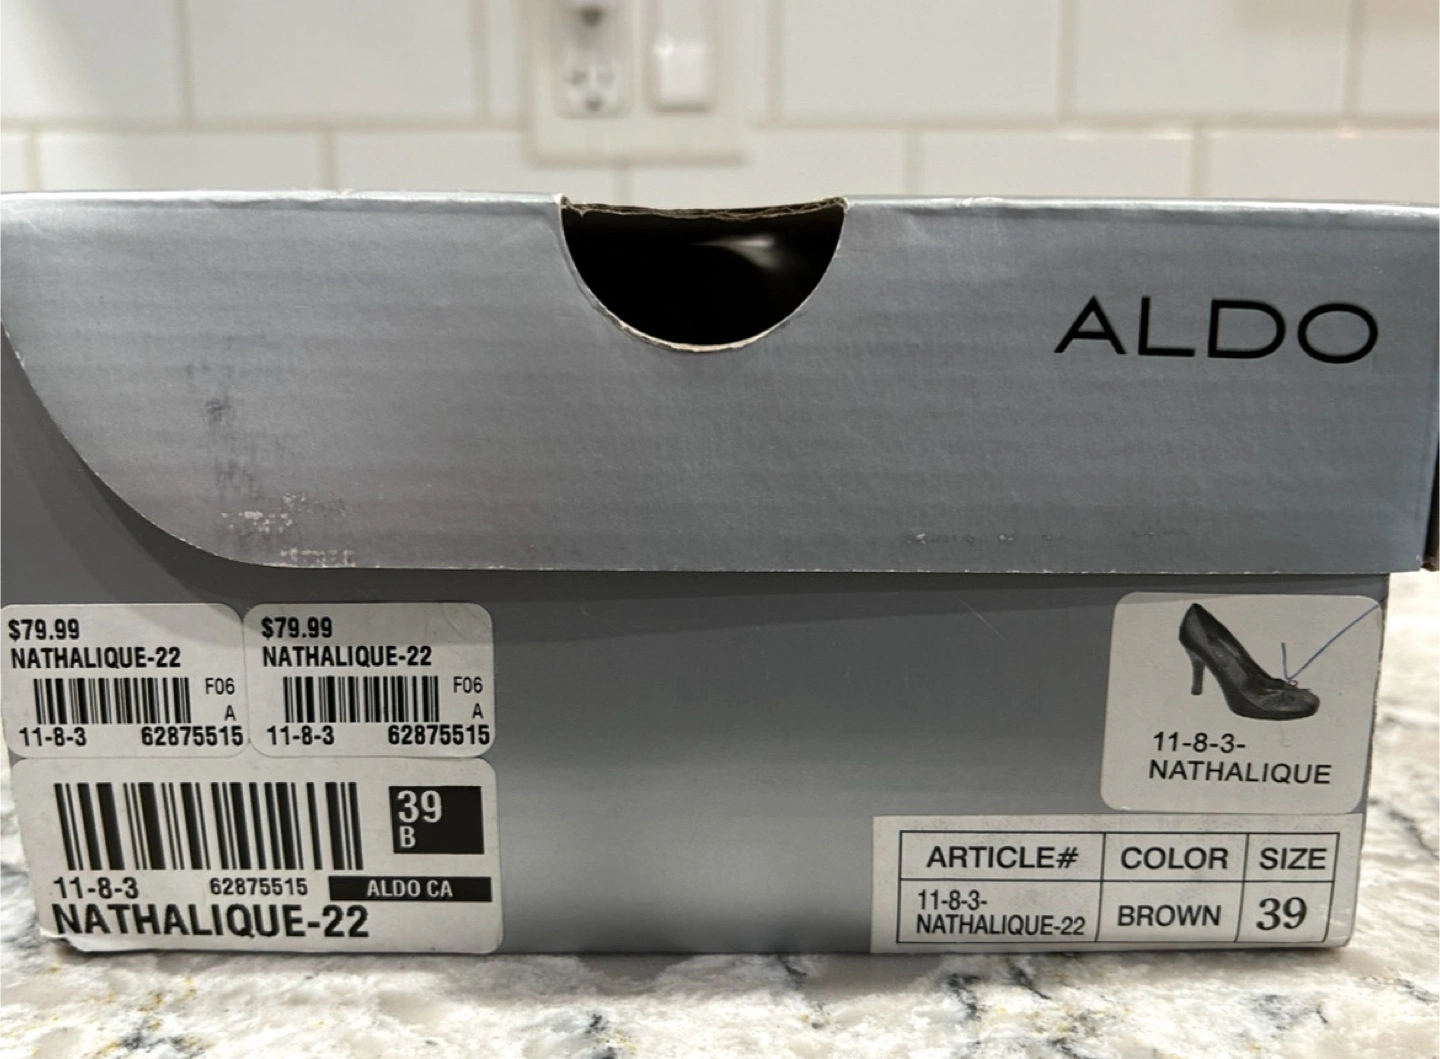 ALDO
$79.99
NATHALIQUE-22
F06
A
11-8-3 62875515
$79.99
NATHALIQUE-22
F06
A
11-8-3 62875515
39
B
11-8-3 62875515 ALDO CA
NATHALIQUE-22
11-8-3-
NATHALIQUE
ARTICLE# COLOR SIZE
11-8-3-
NATHALIQUE-22 BROWN 39